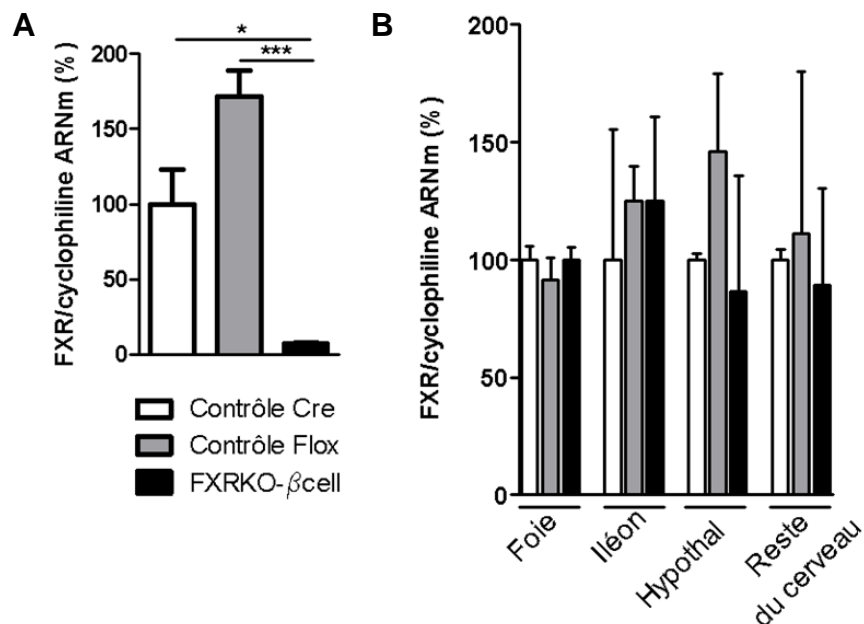 A
FXR/cyclophiline ARNm (%)
200
150
100
50
0
*
***
Contrôle Cre
Contrôle Flox
FXRKO-βcell
B
FXR/cyclophiline ARNm (%)
200
150
100
50
0
Foie
Iléon
Hypothal
Reste
du cerveau